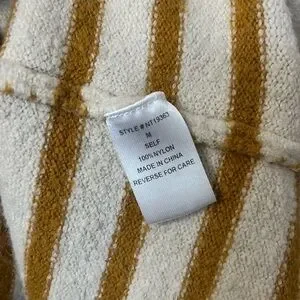 STYLE # NT19363
M
SELF
100% NYLON
MADE IN CHINA
REVERSE FOR CARE